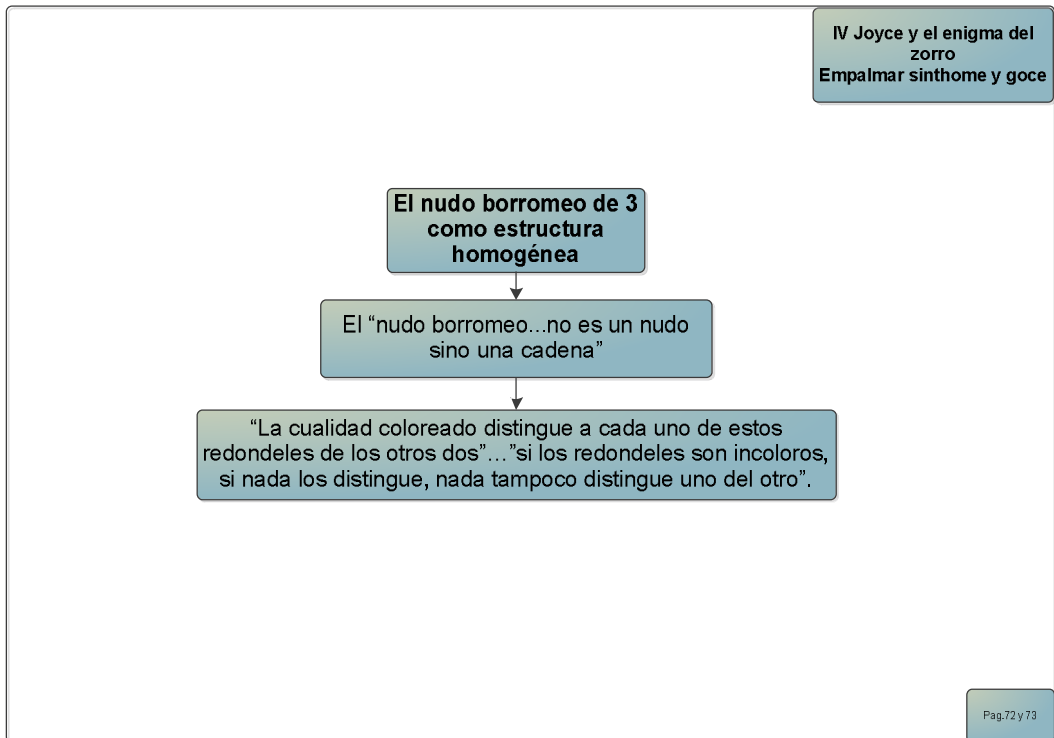 IV Joyce y el enigma del
zorro
Empalmar sinthome y goce
El nudo borromeo de 3
como estructura
homogénea
El “nudo borromeo...no es un nudo
sino una cadena”
“La cualidad coloreado distingue a cada uno de estos
redondeles de los otros dos”...”si los redondeles son incoloros,
si nada los distingue, nada tampoco distingue uno del otro”.
Pag.72 y 73